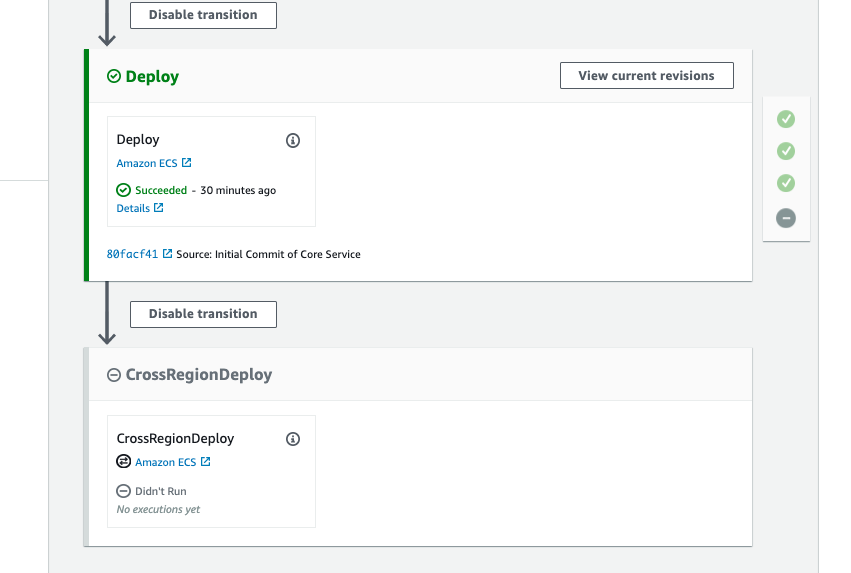 Disable transition
Deploy
View current revisions
Deploy
Amazon ECS
Succeeded - 30 minutes ago
Details
80facf41 Source: Initial Commit of Core Service
Disable transition
CrossRegionDeploy
CrossRegionDeploy
Amazon ECS
Didn't Run
No executions yet